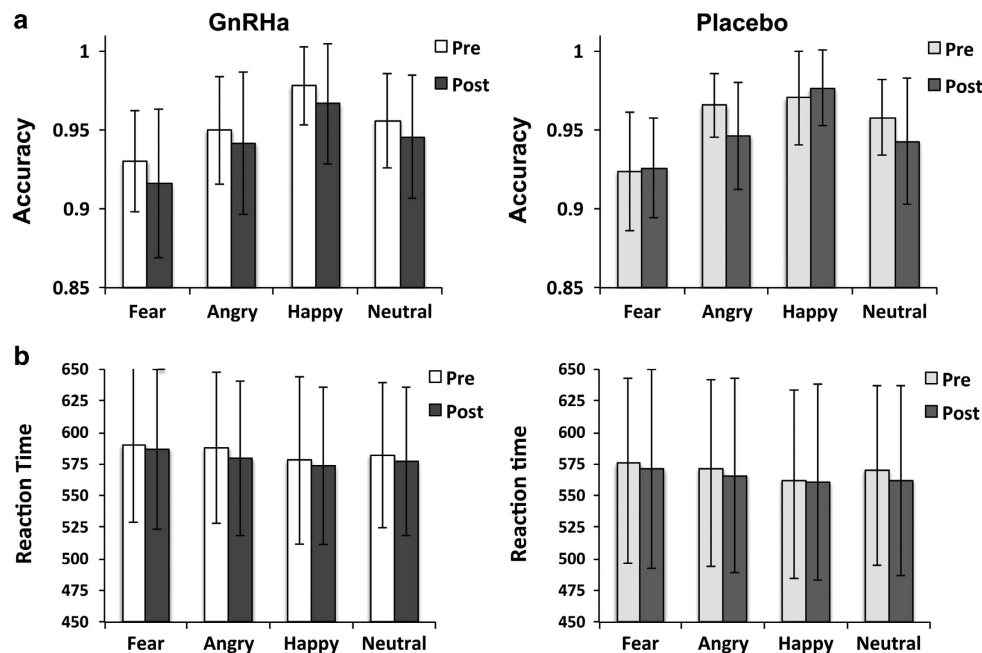 a
GnRHa
Placebo
1
0.95
0.9
0.85
Accuracy
Pre
Post
Fear Angry Happy Neutral
1
0.95
0.9
0.85
Accuracy
Pre
Post
Fear Angry Happy Neutral
b
650
625
600
575
550
525
500
475
450
Reaction Time
Pre
Post
Fear Angry Happy Neutral
650
625
600
575
550
525
500
475
450
Reaction time
Pre
Post
Fear Angry Happy Neutral